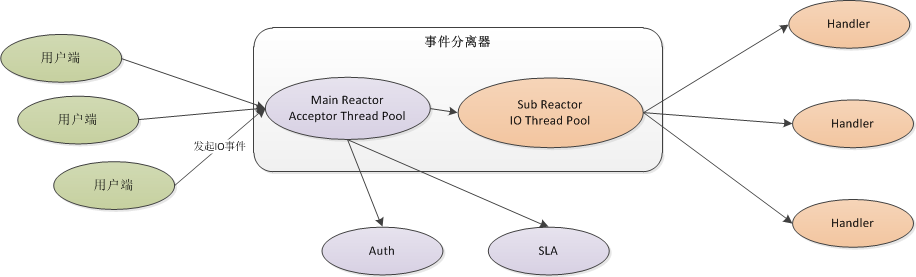 事件分离器
用户端
用户端
用户端
发起IO事件
Main Reactor
Acceptor Thread Pool
Sub Reactor
IO Thread Pool
Handler
Handler
Handler
Auth
SLA